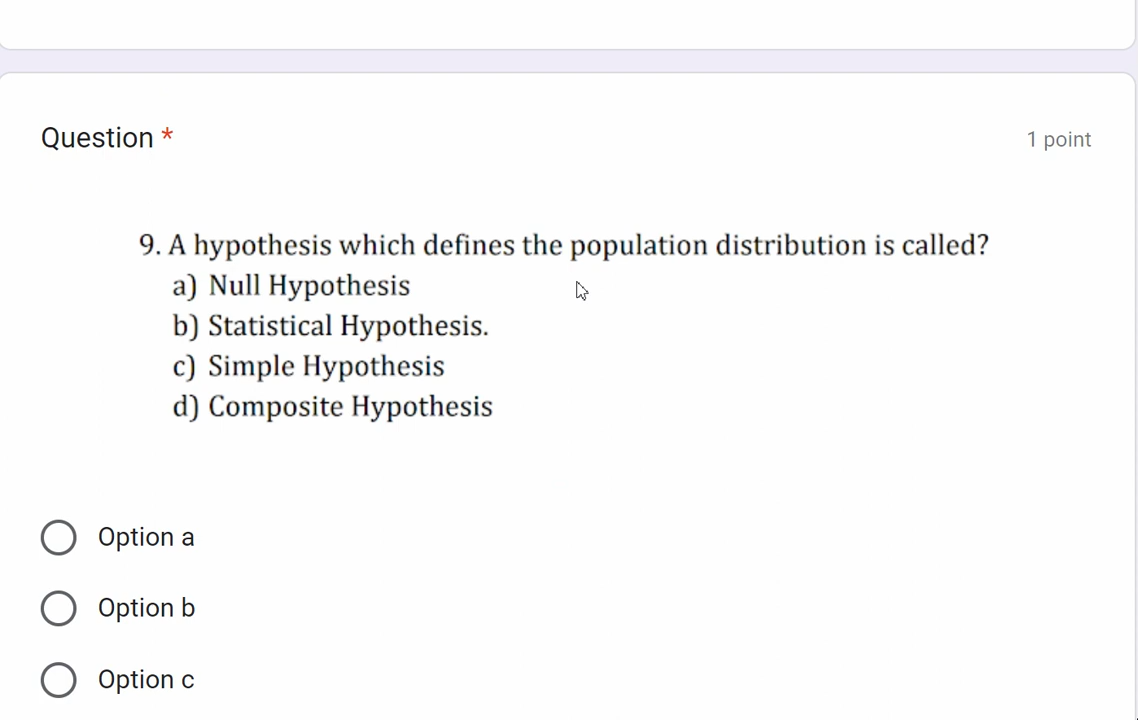 Question *
1 point
9. A hypothesis which defines the population distribution is called?
a) Null Hypothesis
b) Statistical Hypothesis.
c) Simple Hypothesis
d) Composite Hypothesis
Option a
Option b
Option c